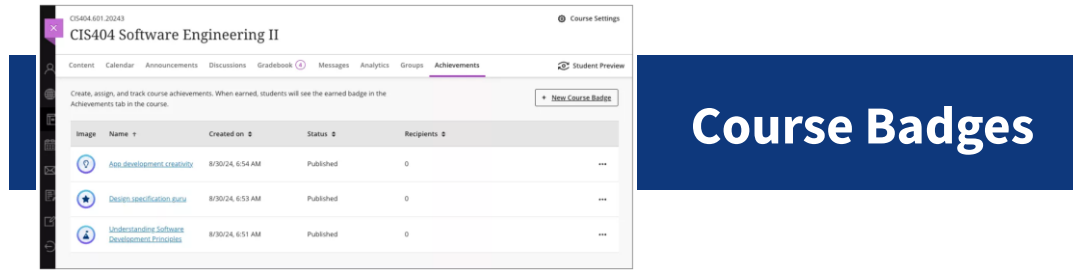 CIS404.601.20243
CIS404 Software Engineering II
Course Settings
Content Calendar Announcements Discussions Gradebook 4 Messages Analytics Groups Achievements
Student Preview
Create, assign, and track course achievements. When earned, students will see the earned badge in the
Achievements tab in the course.
+ New Course Badge
Image Name Created on Status Recipients
App development creativity 8/30/24, 6:54 AM Published 0
Design specification guru 8/30/24, 6:53 AM Published 0
Understanding Software
Development Principles 8/30/24, 6:51 AM Published 0
Course Badges